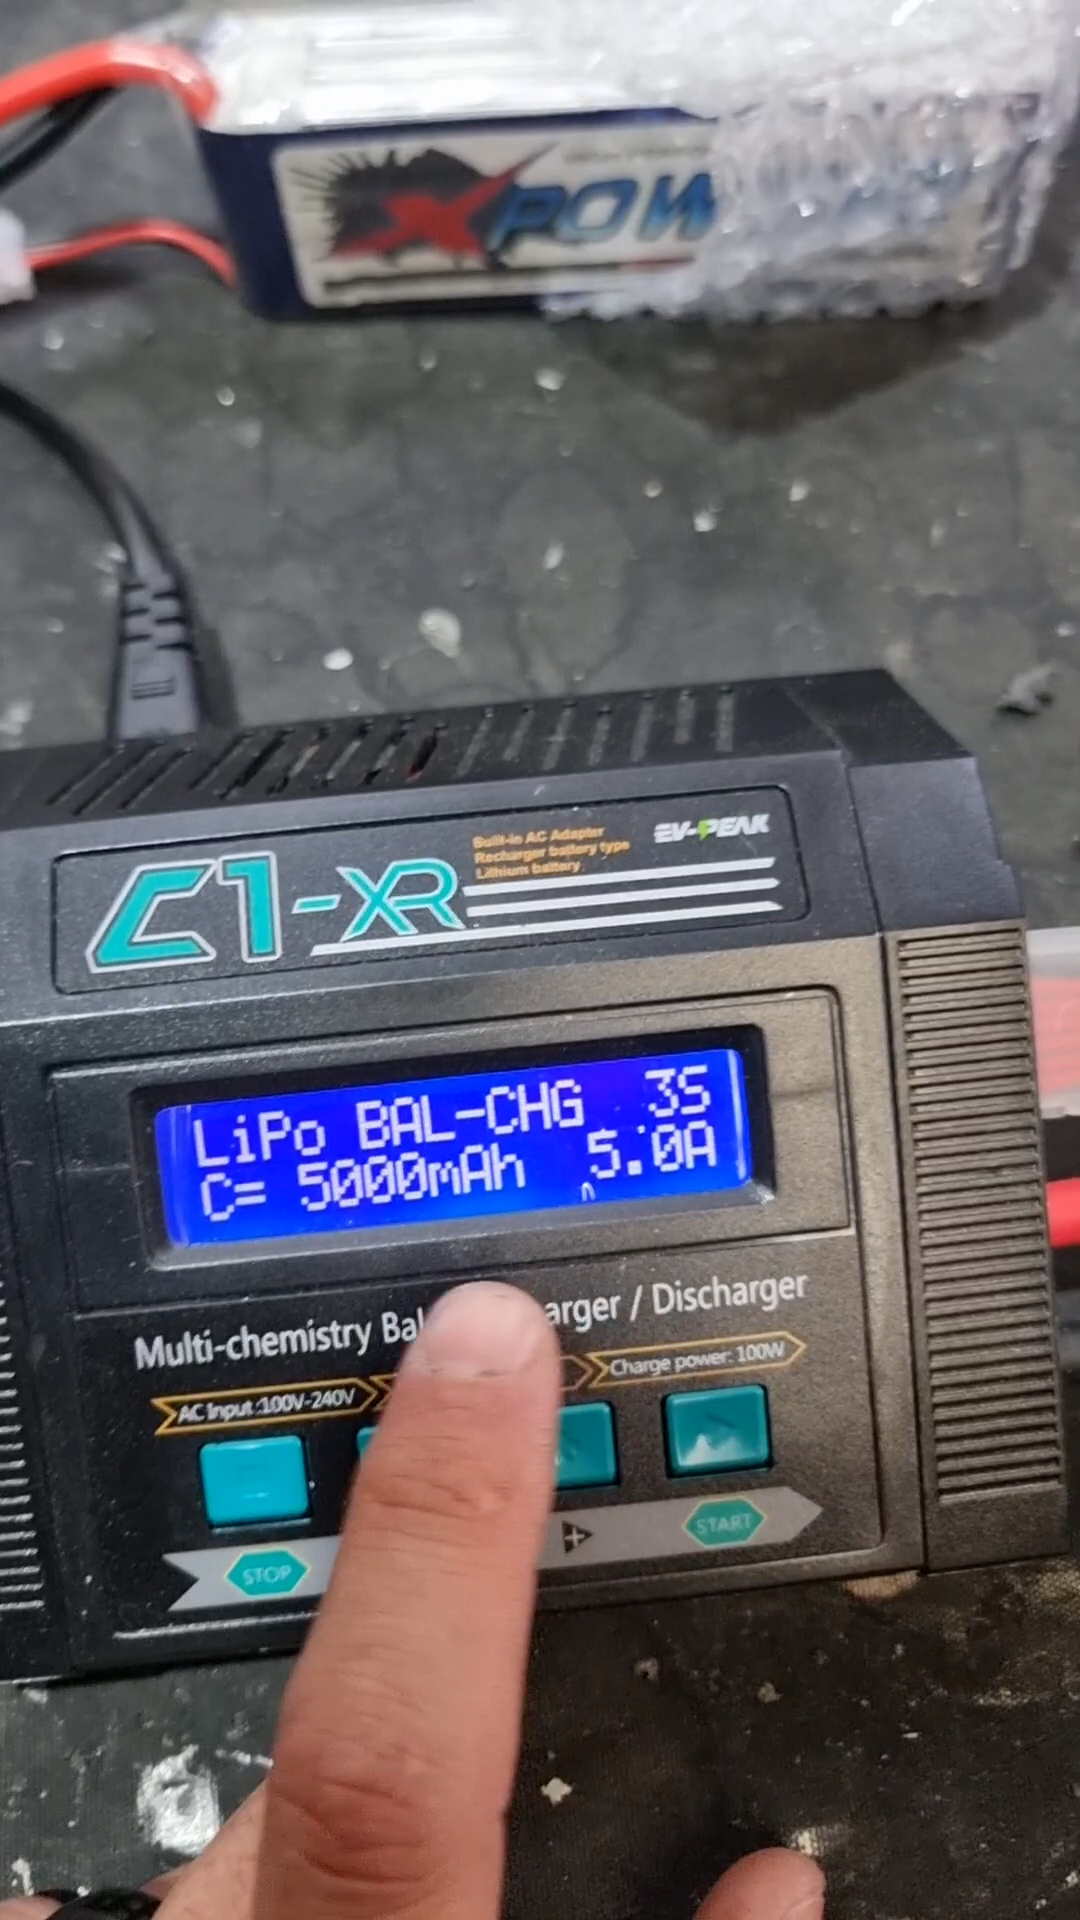 XPOW
C1-XR
Built-in AC Adapter
Recharger battery type
Lithium battery
EV-PEAK
LiPo BAL-CHG 3S
C= 5000mAh 5.0A
Multi-chemistry Bal arger / Discharger
AC Input:100V-240V
Charge power: 100W
STOP
+
START